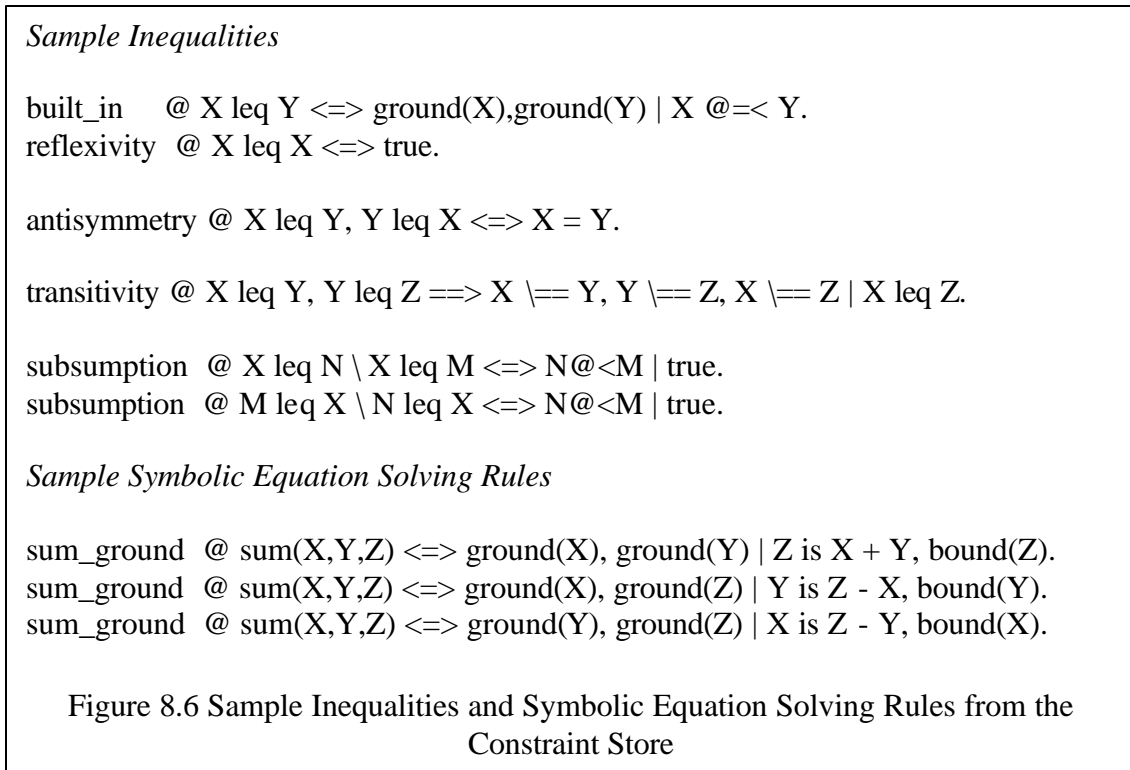 Sample Inequalities
built_in @ X leq Y <=> ground(X),ground(Y) | X @=< Y.
reflexivity @ X leq X <=> true.
antisymmetry @ X leq Y, Y leq X <=> X = Y.
transitivity @ X leq Y, Y leq Z ==> X \== Y, Y \== Z, X \== Z | X leq Z.
subsumption @ X leq N \ X leq M <=> N@<M | true.
subsumption @ M leq X \ N leq X <=> N@<M | true.
Sample Symbolic Equation Solving Rules
sum_ground @ sum(X,Y,Z) <=> ground(X), ground(Y) | Z is X + Y, bound(Z).
sum_ground @ sum(X,Y,Z) <=> ground(X), ground(Z) | Y is Z - X, bound(Y).
sum_ground @ sum(X,Y,Z) <=> ground(Y), ground(Z) | X is Z - Y, bound(X).
Figure 8.6 Sample Inequalities and Symbolic Equation Solving Rules from the
Constraint Store